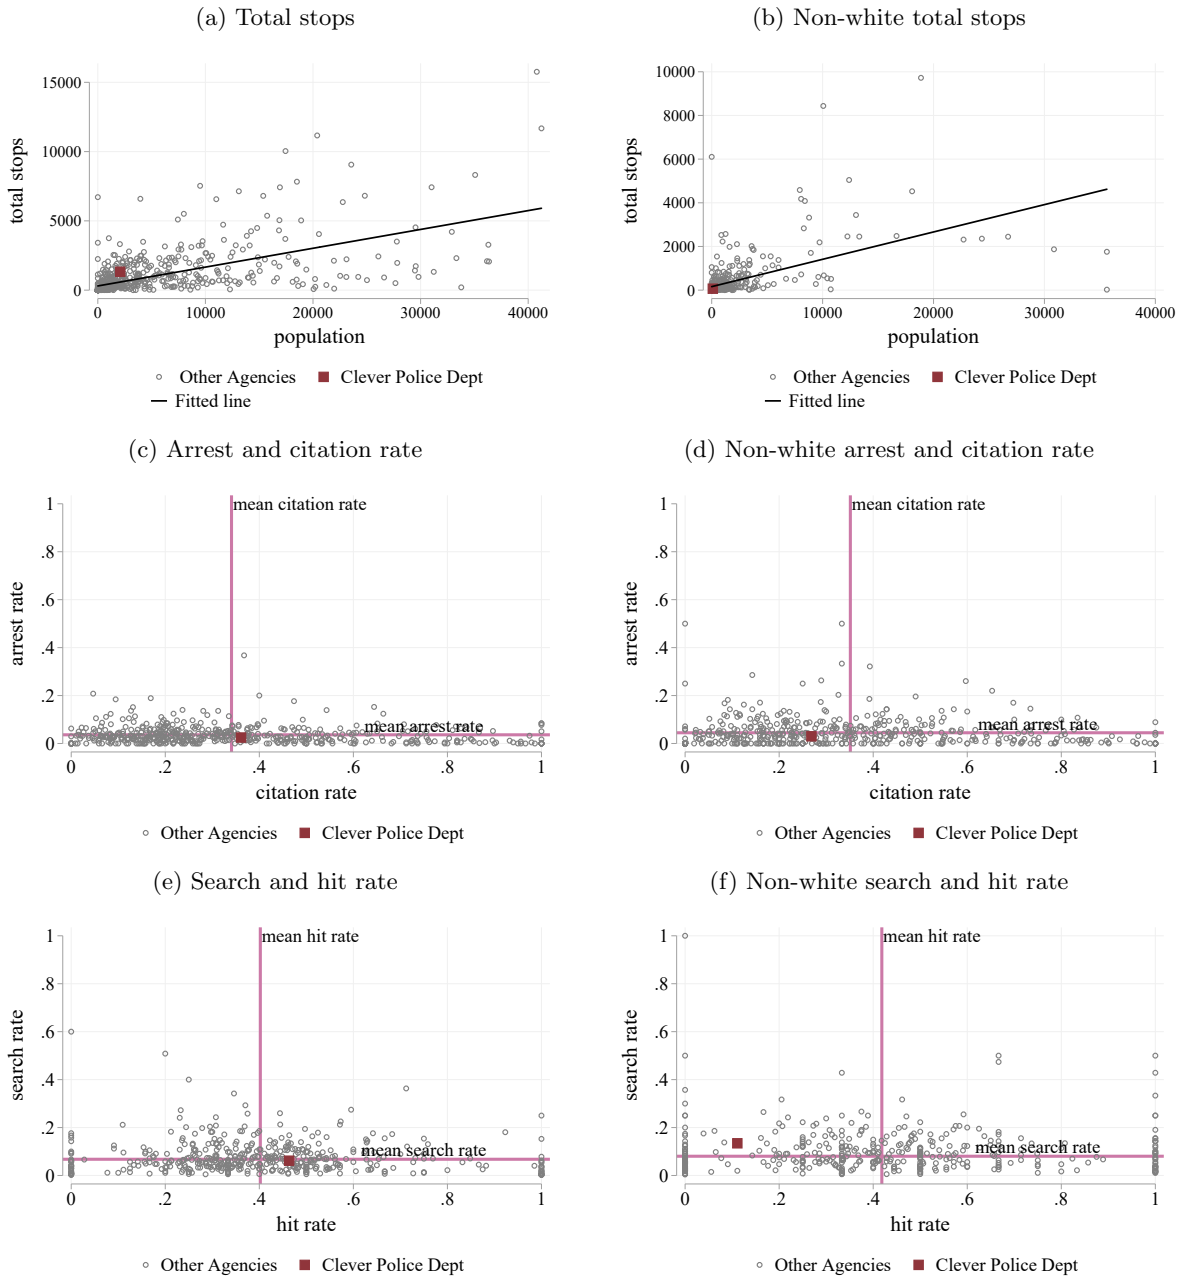 (a) Total stops
(b) Non-white total stops
15000
10000
5000
0
total stops
0 10000 20000 30000 40000
population
Other Agencies Clever Police Dept
Fitted line
10000
8000
6000
4000
2000
0
total stops
0 10000 20000 30000 40000
population
Other Agencies Clever Police Dept
Fitted line
(c) Arrest and citation rate
(d) Non-white arrest and citation rate
1
.8
.6
.4
.2
0
arrest rate
mean citation rate
mean arrest rate
0 .2 .4 .6 .8 1
citation rate
Other Agencies Clever Police Dept
1
.8
.6
.4
.2
0
arrest rate
mean citation rate
mean arrest rate
0 .2 .4 .6 .8 1
citation rate
Other Agencies Clever Police Dept
(e) Search and hit rate
(f) Non-white search and hit rate
1
.8
.6
.4
.2
0
search rate
mean hit rate
mean search rate
0 .2 .4 .6 .8 1
hit rate
Other Agencies Clever Police Dept
1
.8
.6
.4
.2
0
search rate
mean hit rate
mean search rate
0 .2 .4 .6 .8 1
hit rate
Other Agencies Clever Police Dept